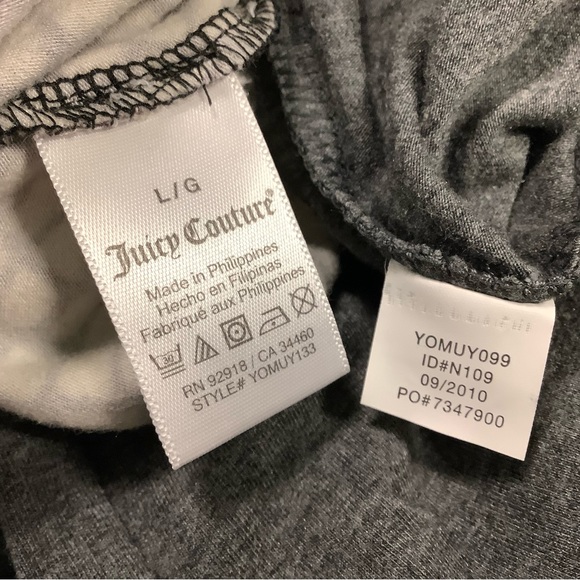 L/G
Juicy Couture®
Made in Philippines
Hecho en Filipinas
Fabriqué aux Philippines
30
RN 92918 / CA 34460
STYLE# YOMUY133
YOMUY099
ID#N109
09/2010
PO#7347900